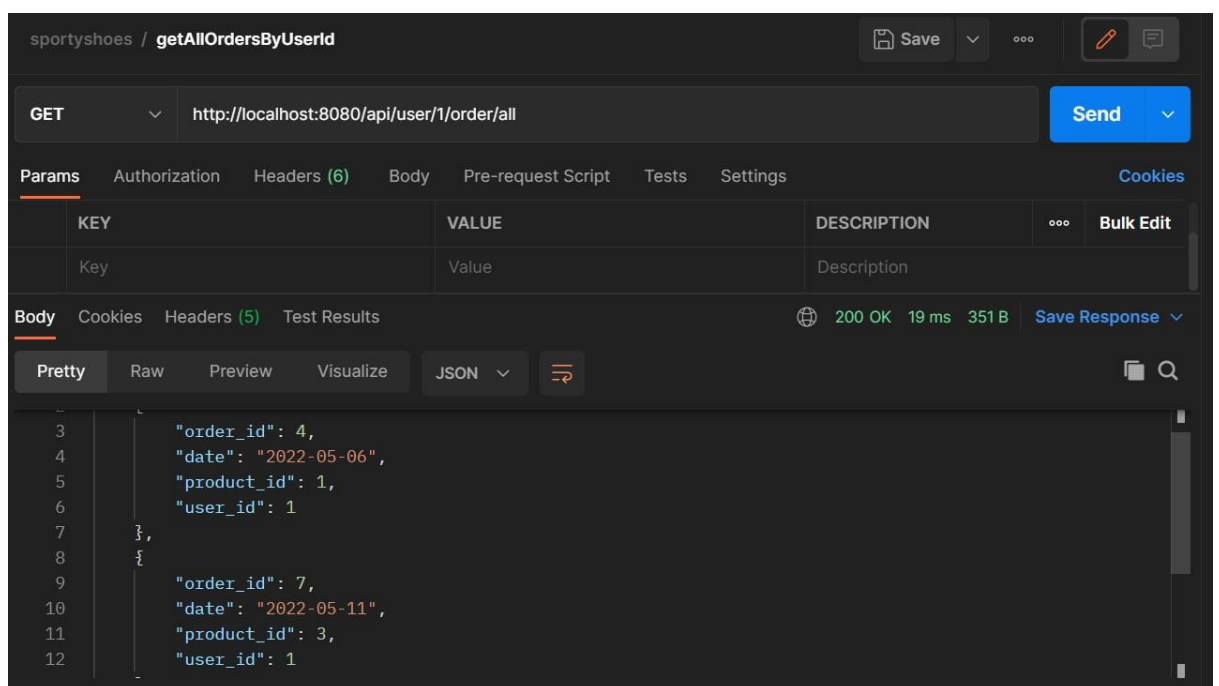 sportyshoes / getAllOrdersByUserId
Save
GET http://localhost:8080/api/user/1/order/all Send
Params Authorization Headers (6) Body Pre-request Script Tests Settings Cookies
KEY VALUE DESCRIPTION Bulk Edit
Key Value Description
Body Cookies Headers (5) Test Results 200 OK 19 ms 351 B Save Response
Pretty Raw Preview Visualize JSON
3 "order_id": 4,
4 "date": "2022-05-06",
5 "product_id": 1,
6 "user_id": 1
7 },
8 {
9 "order_id": 7,
10 "date": "2022-05-11",
11 "product_id": 3,
12 "user_id": 1